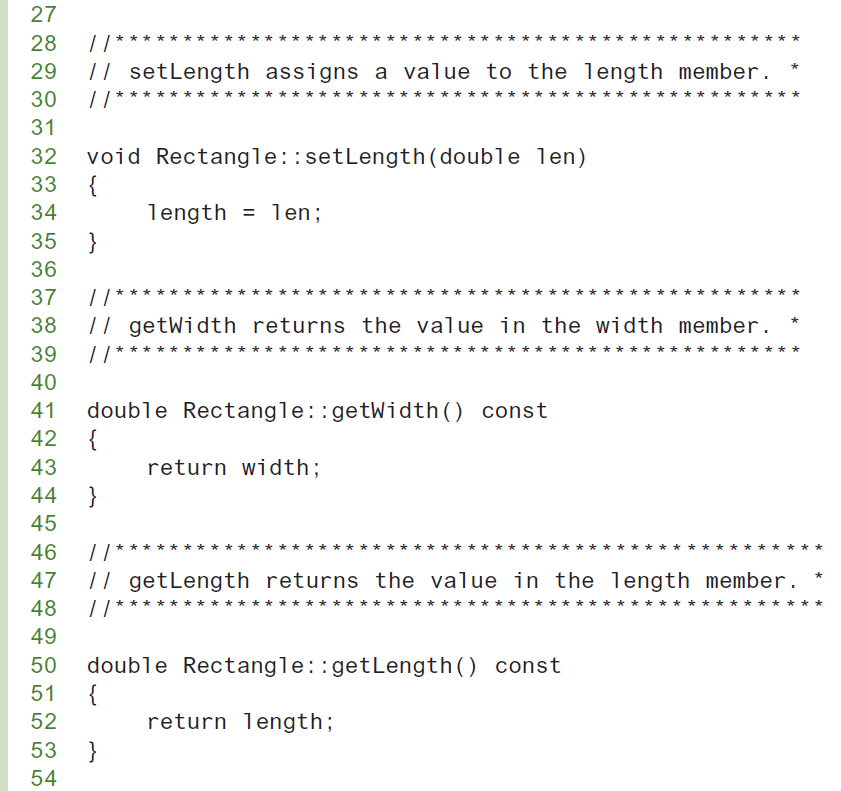 27
28 //**************************************************
29 // setLength assigns a value to the length member. *
30 //**************************************************
31
32 void Rectangle::setLength(double len)
33 {
34     length = len;
35 }
36
37 //**************************************************
38 // getWidth returns the value in the width member. *
39 //**************************************************
40
41 double Rectangle::getWidth() const
42 {
43     return width;
44 }
45
46 //****************************************************
47 // getLength returns the value in the length member. *
48 //****************************************************
49
50 double Rectangle::getLength() const
51 {
52     return length;
53 }
54